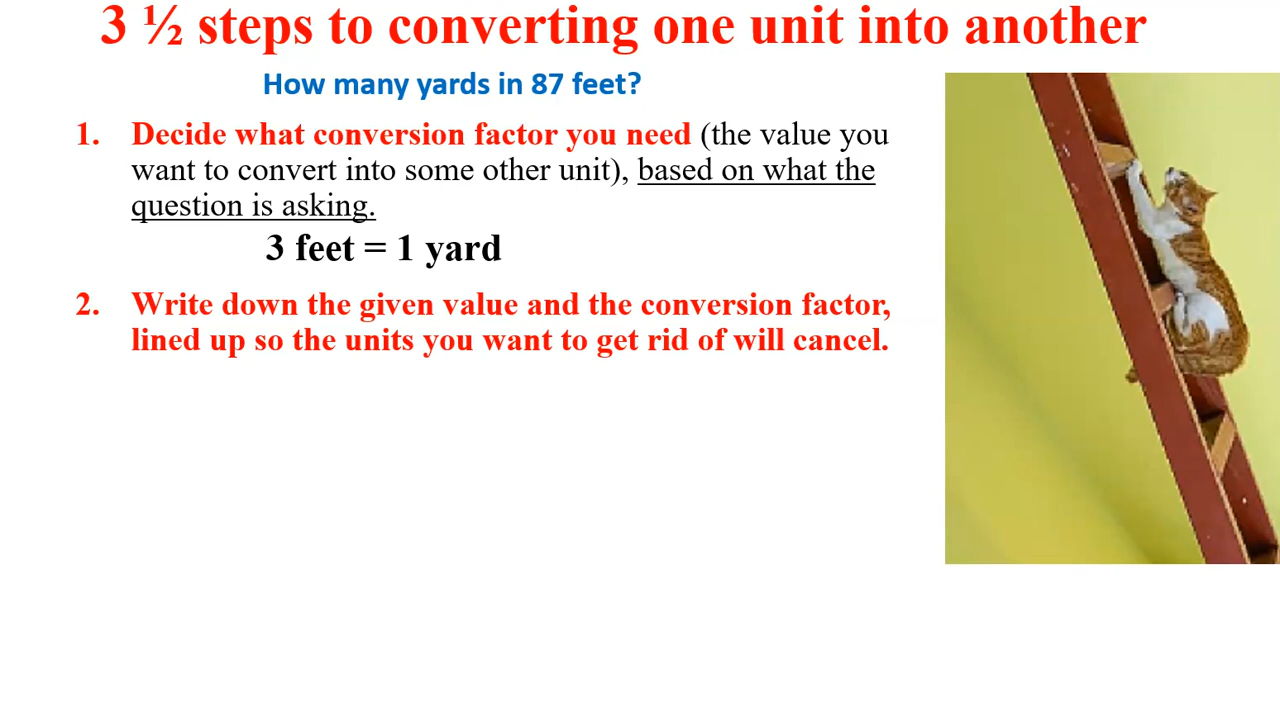 3 ½ steps to converting one unit into another
How many yards in 87 feet?
1. Decide what conversion factor you need (the value you
want to convert into some other unit), based on what the
question is asking.
3 feet = 1 yard
2. Write down the given value and the conversion factor,
lined up so the units you want to get rid of will cancel.